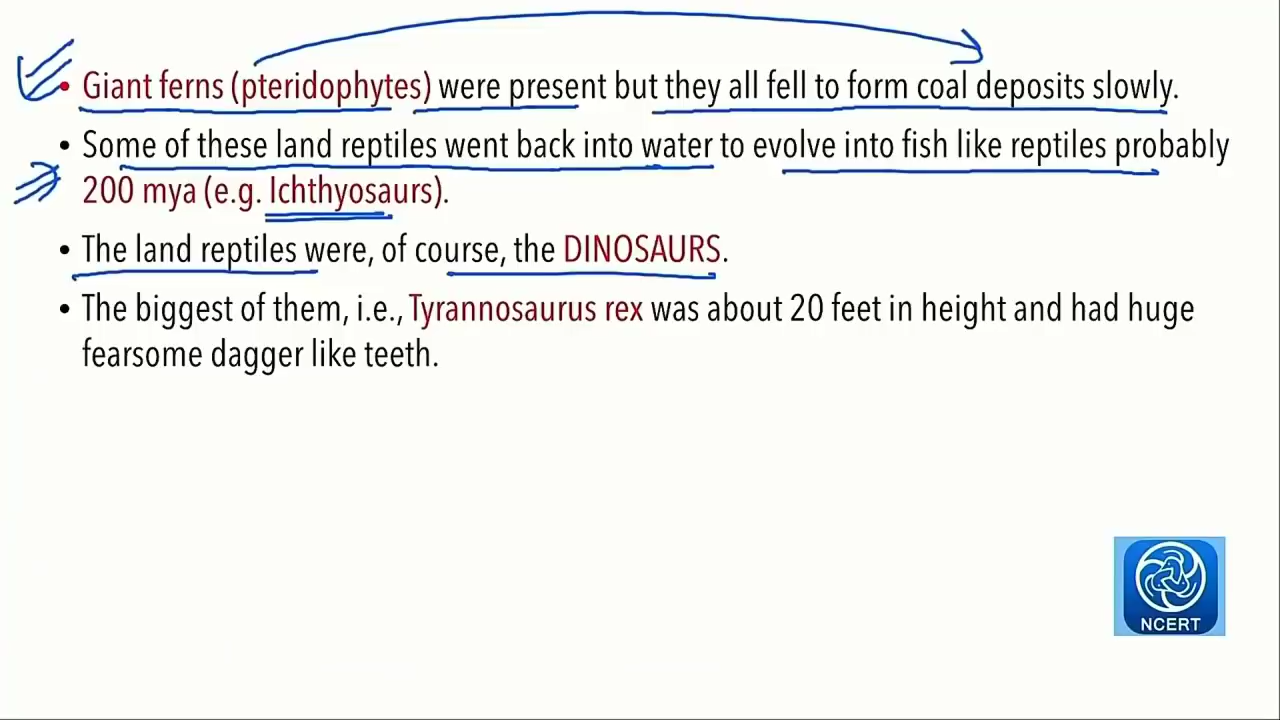 • Giant ferns (pteridophytes) were present but they all fell to form coal deposits slowly.
• Some of these land reptiles went back into water to evolve into fish like reptiles probably
200 mya (e.g. Ichthyosaurs).
• The land reptiles were, of course, the DINOSAURS.
• The biggest of them, i.e., Tyrannosaurus rex was about 20 feet in height and had huge
fearsome dagger like teeth.
NCERT